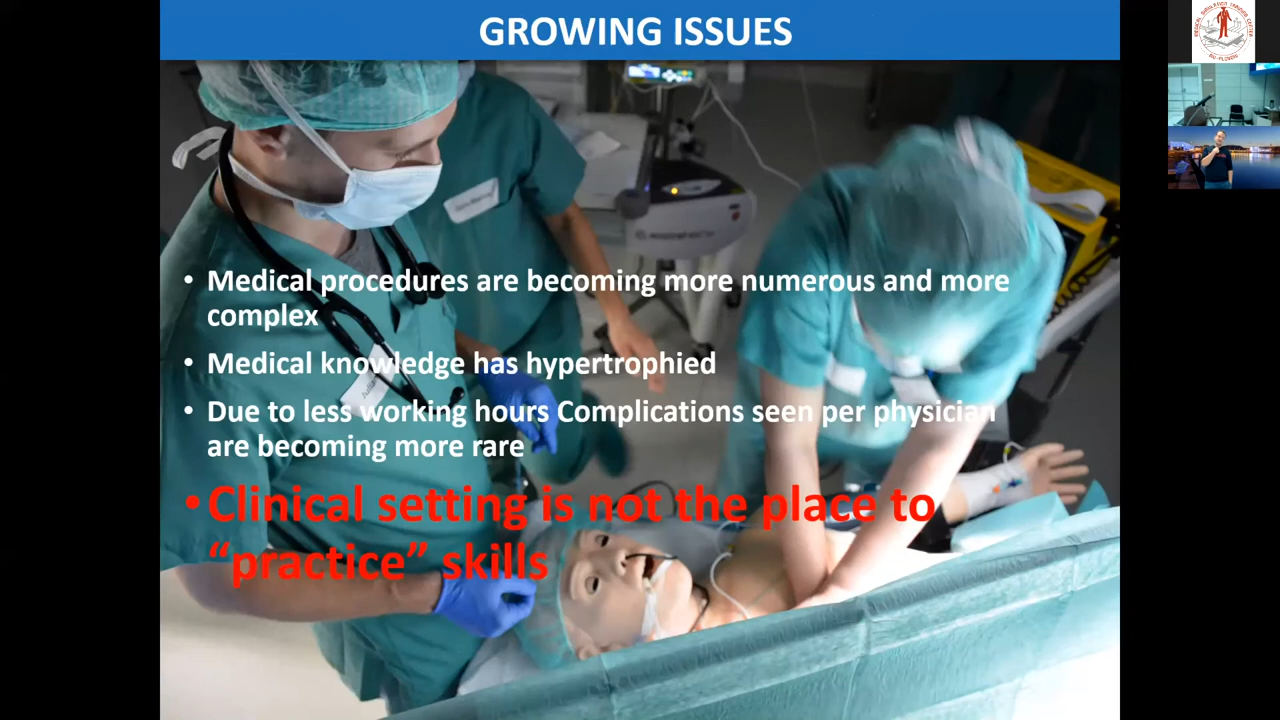 GROWING ISSUES
• Medical procedures are becoming more numerous and more
complex
• Medical knowledge has hypertrophied
• Due to less working hours Complications seen per physician
are becoming more rare
• Clinical setting is not the place to
“practice” skills